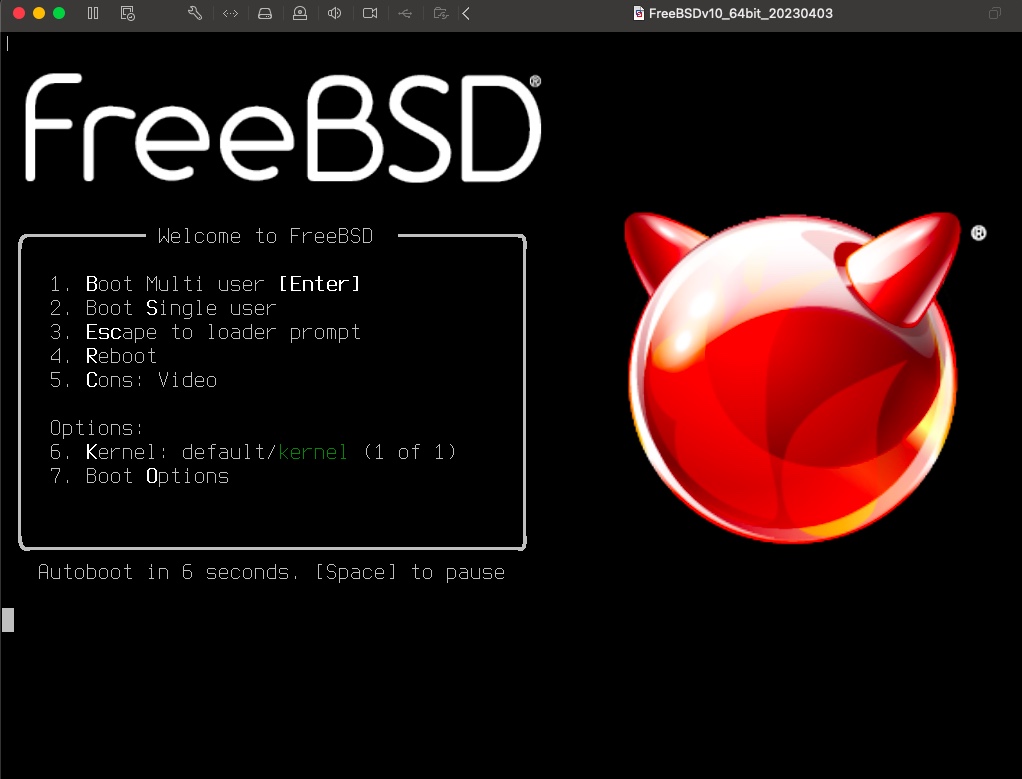 FreeBSDv10_64bit_20230403
FreeBSD®
Welcome to FreeBSD
®
1. Boot Multi user [Enter]
2. Boot Single user
3. Escape to loader prompt
4. Reboot
5. Cons: Video
Options:
6. Kernel: default/kernel (1 of 1)
7. Boot Options
Autoboot in 6 seconds. [Space] to pause